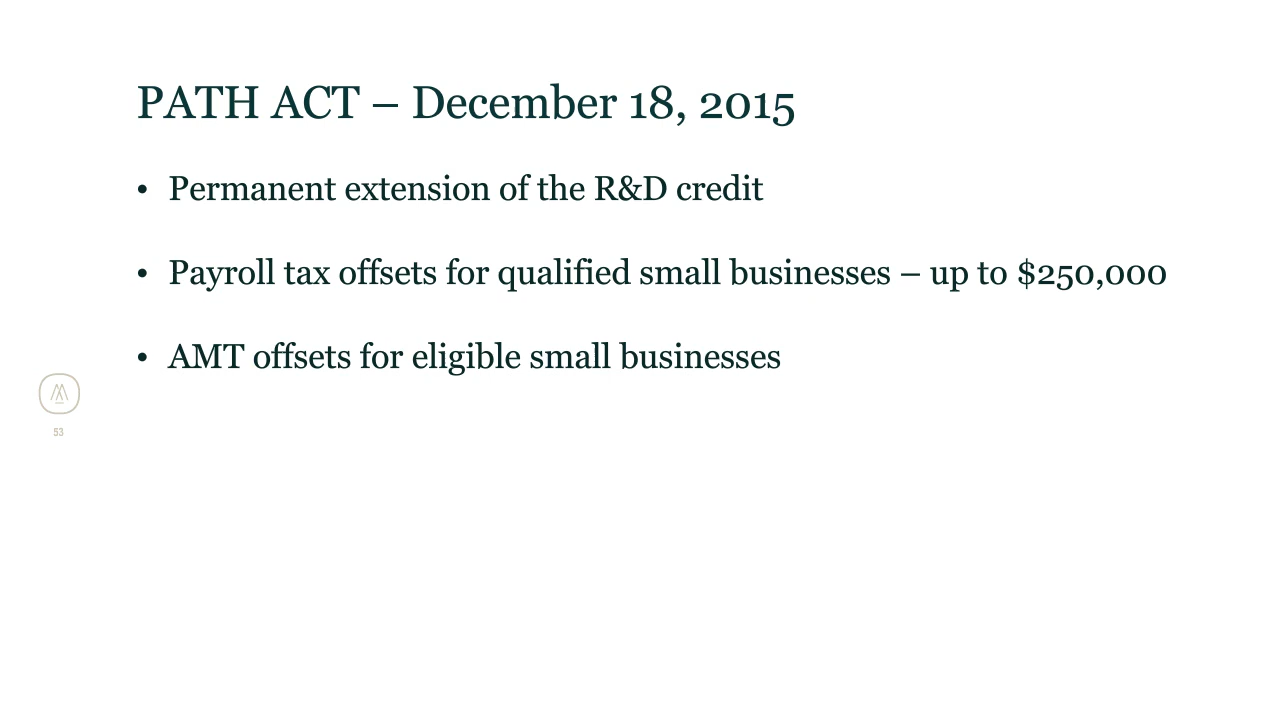 PATH ACT – December 18, 2015
• Permanent extension of the R&D credit
• Payroll tax offsets for qualified small businesses – up to $250,000
• AMT offsets for eligible small businesses
53